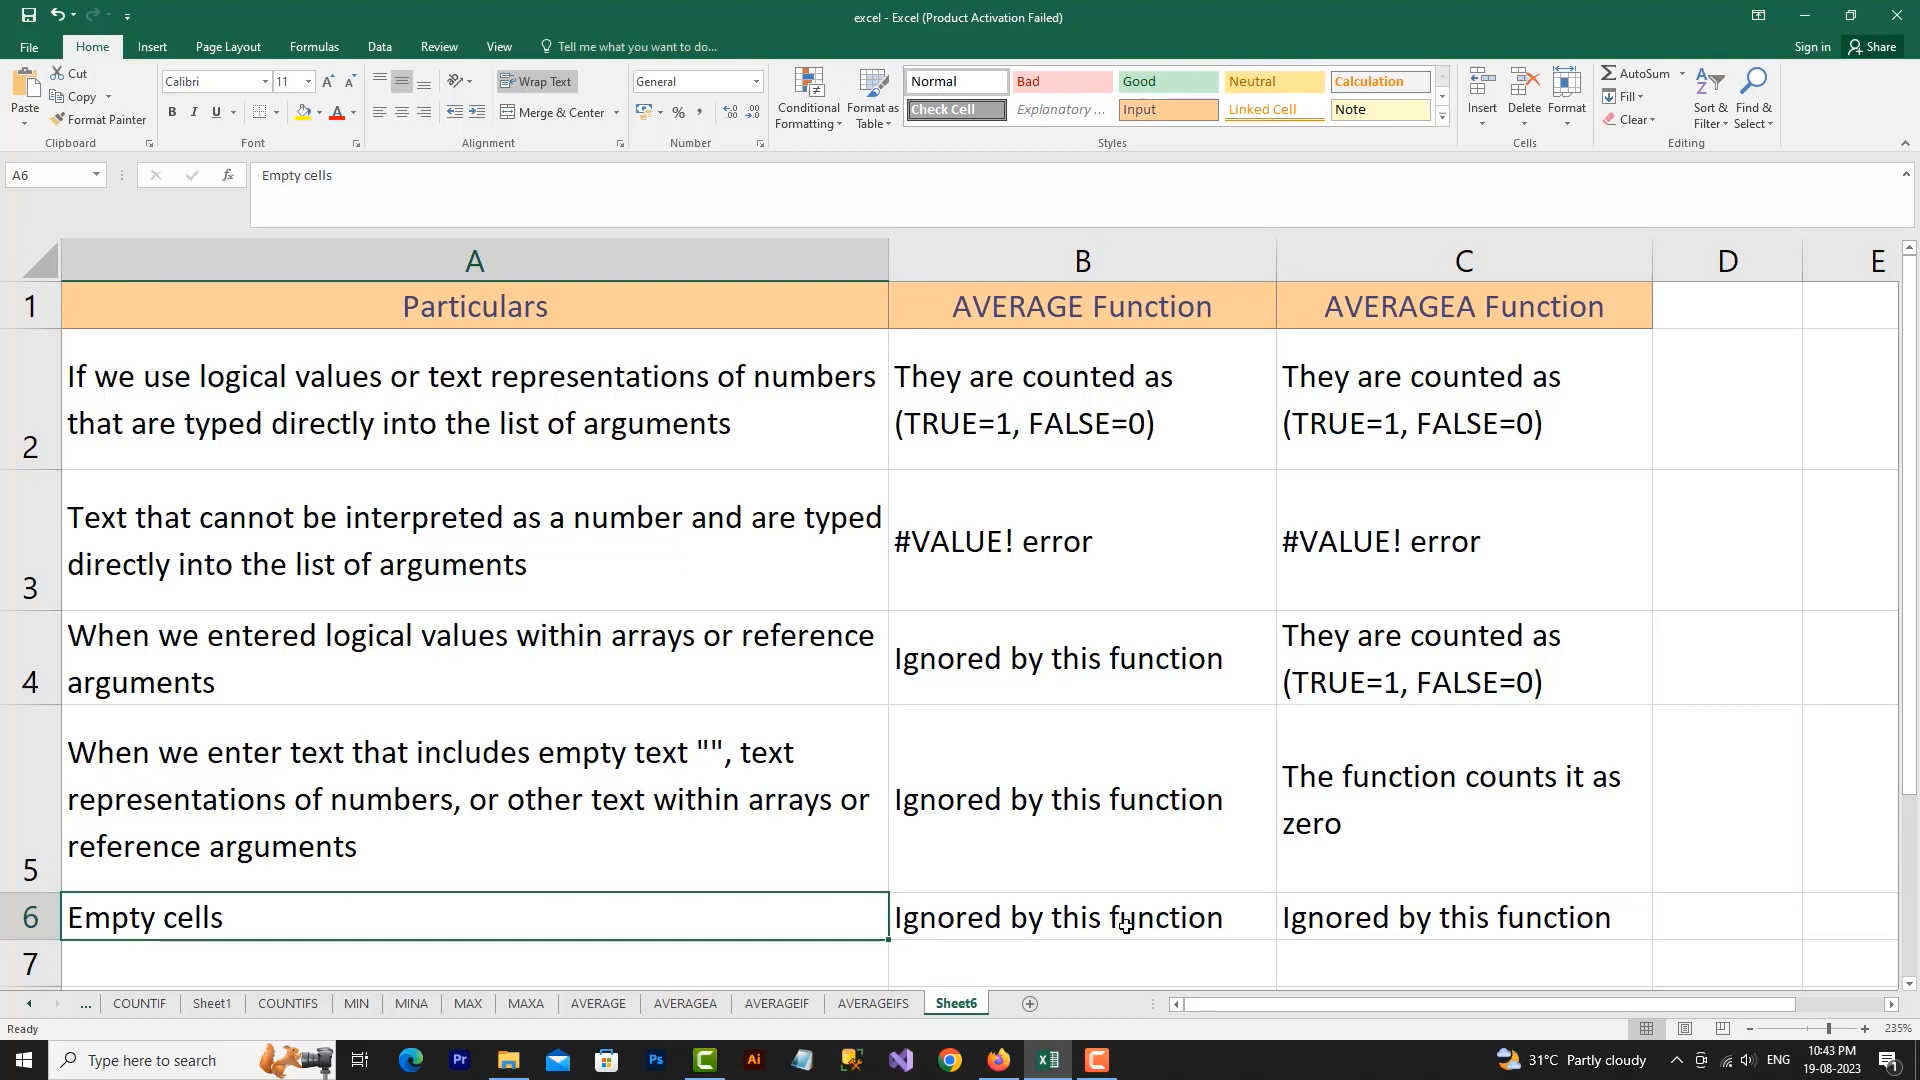 excel - Excel (Product Activation Failed)
File Home Insert Page Layout Formulas Data Review View Tell me what you want to do... Sign in Share
Paste Cut
Copy
Format Painter
Clipboard
Calibri 11 A A
B I U A
Font
Wrap Text
Merge & Center
Alignment
General
%
Number
Conditional Formatting
Format as Table
Normal Bad Good Neutral Calculation
Check Cell Explanatory ... Input Linked Cell Note
Styles
Insert Delete Format
Cells
AutoSum
Fill
Clear
Sort & Filter
Find & Select
Editing
A6 fx Empty cells
A B C D E
1 Particulars AVERAGE Function AVERAGEA Function
If we use logical values or text representations of numbers
that are typed directly into the list of arguments
They are counted as
(TRUE=1, FALSE=0)
They are counted as
(TRUE=1, FALSE=0)
2
Text that cannot be interpreted as a number and are typed
directly into the list of arguments
#VALUE! error
#VALUE! error
3
When we entered logical values within arrays or reference
arguments
Ignored by this function
They are counted as
(TRUE=1, FALSE=0)
4
When we enter text that includes empty text "", text
representations of numbers, or other text within arrays or
reference arguments
Ignored by this function
The function counts it as
zero
5
6 Empty cells Ignored by this function Ignored by this function
7
... COUNTIF Sheet1 COUNTIFS MIN MINA MAX MAXA AVERAGE AVERAGEA AVERAGEIF AVERAGEIFS Sheet6
Ready 235%
Type here to search Pr Ps Ai 31°C Partly cloudy ENG
10:43 PM
19-08-2023
1